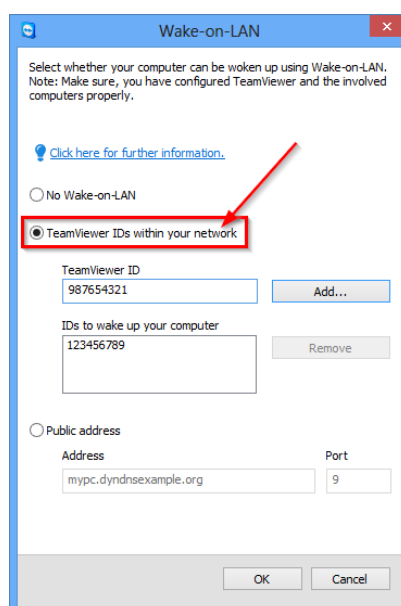 Wake-on-LAN
Select whether your computer can be woken up using Wake-on-LAN.
Note: Make sure, you have configured TeamViewer and the involved
computers properly.
Click here for further information.
No Wake-on-LAN
TeamViewer IDs within your network
TeamViewer ID
987654321
Add...
IDs to wake up your computer
123456789
Remove
Public address
Address
Port
mypc.dyndnsexample.org
9
OK
Cancel